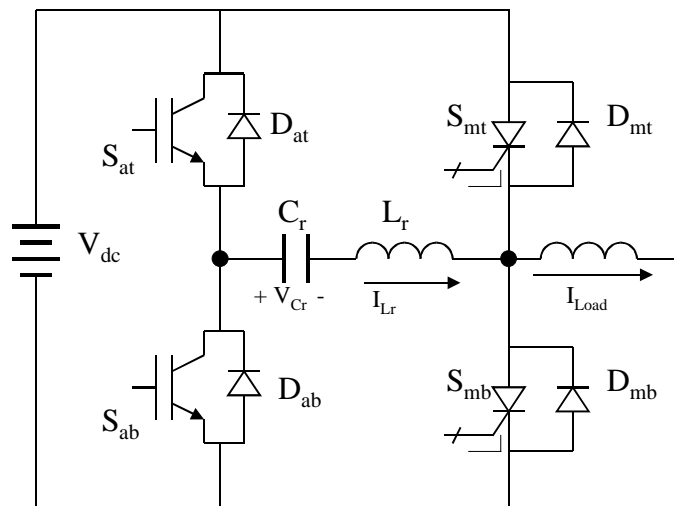 S_mt
D_mt
D_at
S_at
C_r
L_r
V_dc
+ V_Cr -
I_Lr
I_Load
S_mb
D_mb
D_ab
S_ab